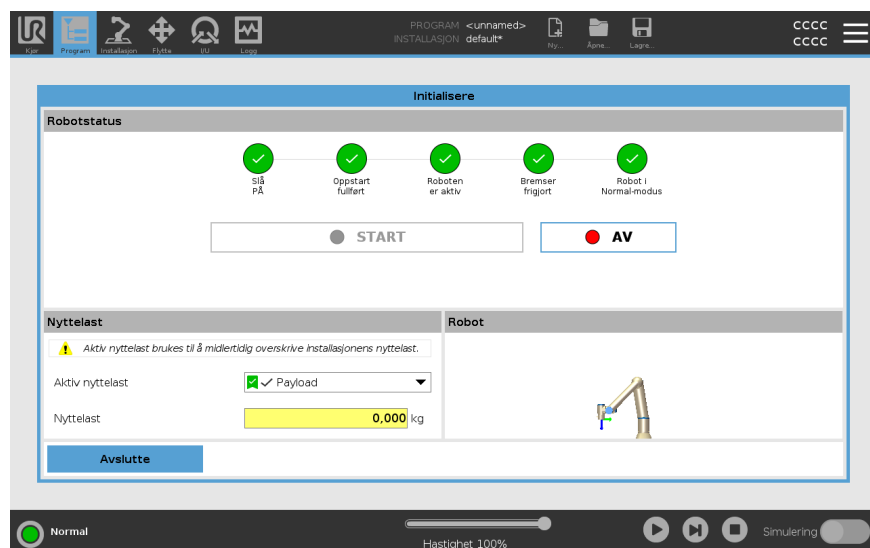 PROGRAM <unnamed>
INSTALLASJON default*
CCCC
CCCC
Kjør Program Installasjon Flytte I/U Logg Ny... Åpne... Lagre...
Initialisere
Robotstatus
Slå PÅ
Oppstart fullført
Roboten er aktiv
Bremser frigjort
Robot i Normal-modus
START AV
Nyttelast Robot
Aktiv nyttelast brukes til å midlertidig overskrive installasjonens nyttelast.
Aktiv nyttelast Payload
Nyttelast 0,000 kg
Avslutte
Normal
Hastighet 100%
Simulering